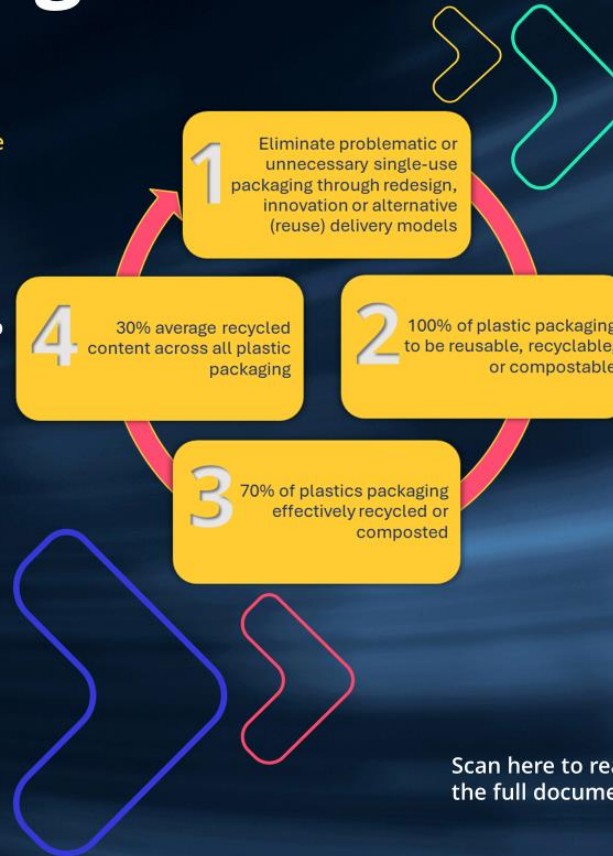 g
e
1
Eliminate problematic or
unnecessary single-use
packaging through redesign,
innovation or alternative
(reuse) delivery models
2
100% of plastic packaging
to be reusable, recyclable,
or compostable
3
70% of plastics packaging
effectively recycled or
composted
4
30% average recycled
content across all plastic
packaging
Scan here to rea
the full docume